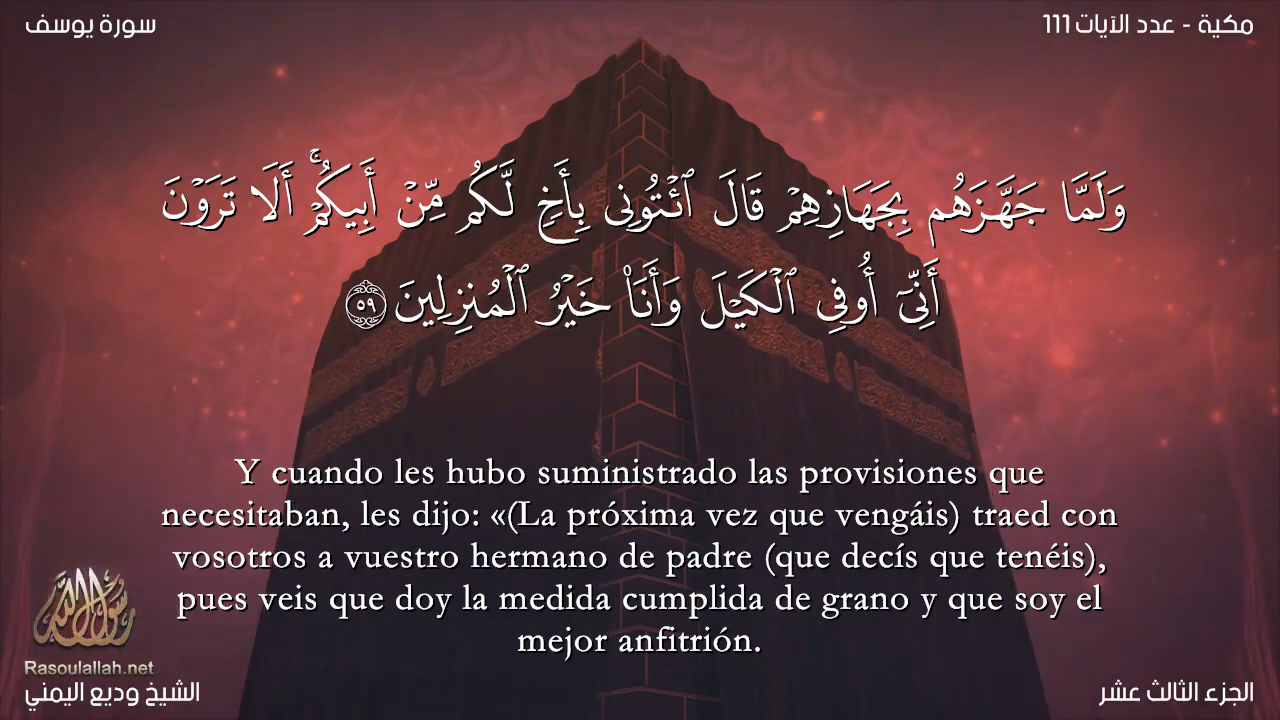 سورة يوسف
مكية - عدد الآيات 111
وَلَمَّا جَهَّزَهُم بِجَهَازِهِمْ قَالَ ٱئْتُونِى بِأَخٍ لَّكُم مِّنْ أَبِيكُمْ ۚ أَلَا تَرَوْنَ
أَنِّىٓ أُوفِى ٱلْكَيْلَ وَأَنَا۠ خَيْرُ ٱلْمُنزِلِينَ ٥٩
Y cuando les hubo suministrado las provisiones que
necesitaban, les dijo: «(La próxima vez que vengáis) traed con
vosotros a vuestro hermano de padre (que decís que tenéis),
pues veis que doy la medida cumplida de grano y que soy el
mejor anfitrión.
رسول الله
Rasoulallah.net
الشيخ وديع اليمني
الجزء الثالث عشر